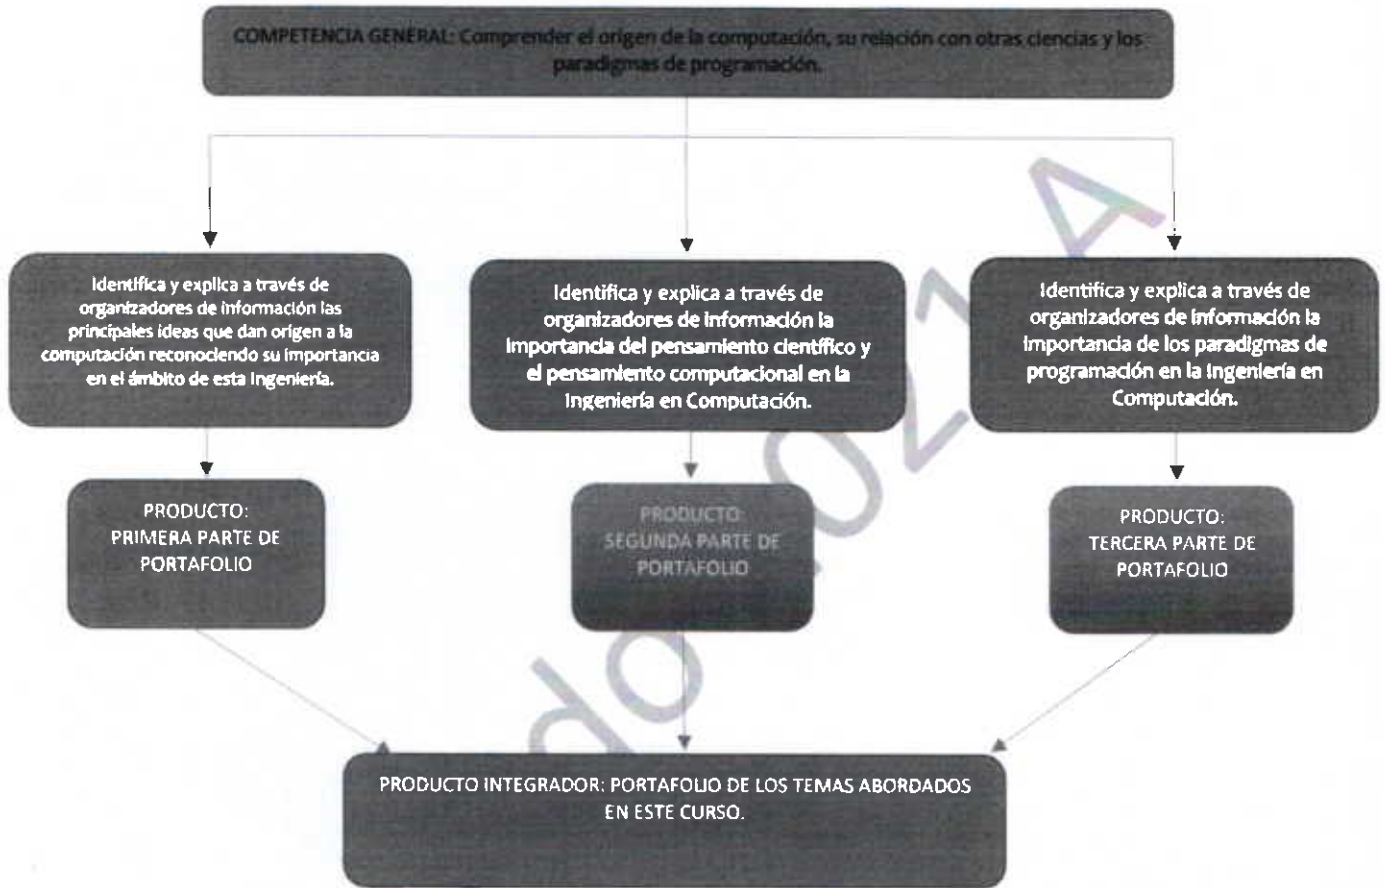 COMPETENCIA GENERAL: Comprender el origen de la computación, su relación con otras ciencias y los
paradigmas de programación.
Identifica y explica a través de
organizadores de información las
principales ideas que dan origen a la
computación reconociendo su importancia
en el ámbito de esta Ingeniería.
Identifica y explica a través de
organizadores de información la
importancia del pensamiento científico y
el pensamiento computacional en la
Ingeniería en Computación.
Identifica y explica a través de
organizadores de información la
importancia de los paradigmas de
programación en la Ingeniería en
Computación.
PRODUCTO:
PRIMERA PARTE DE
PORTAFOLIO
PRODUCTO:
SEGUNDA PARTE DE
PORTAFOLIO
PRODUCTO:
TERCERA PARTE DE
PORTAFOLIO
PRODUCTO INTEGRADOR: PORTAFOLIO DE LOS TEMAS ABORDADOS
EN ESTE CURSO.